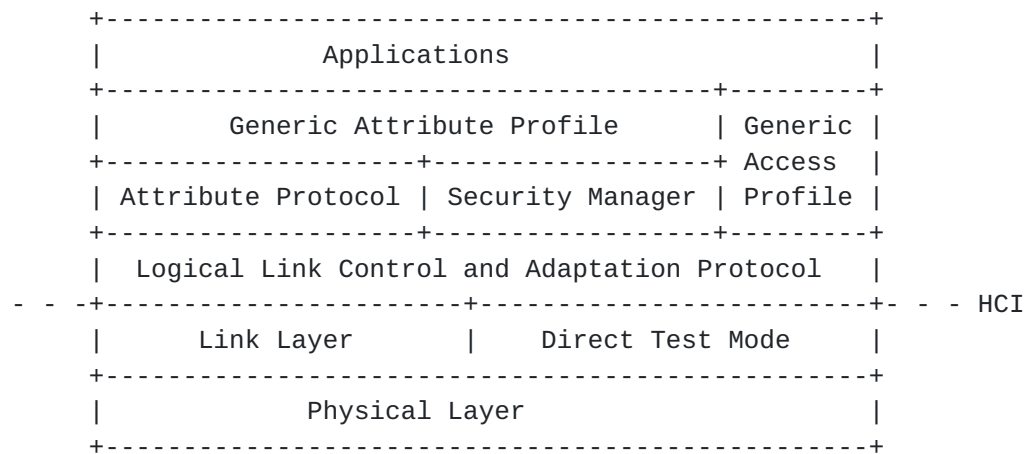 Applications
Generic Attribute Profile | Generic
Access
Attribute Protocol | Security Manager | Profile
Logical Link Control and Adaptation Protocol
HCI
Link Layer | Direct Test Mode
Physical Layer